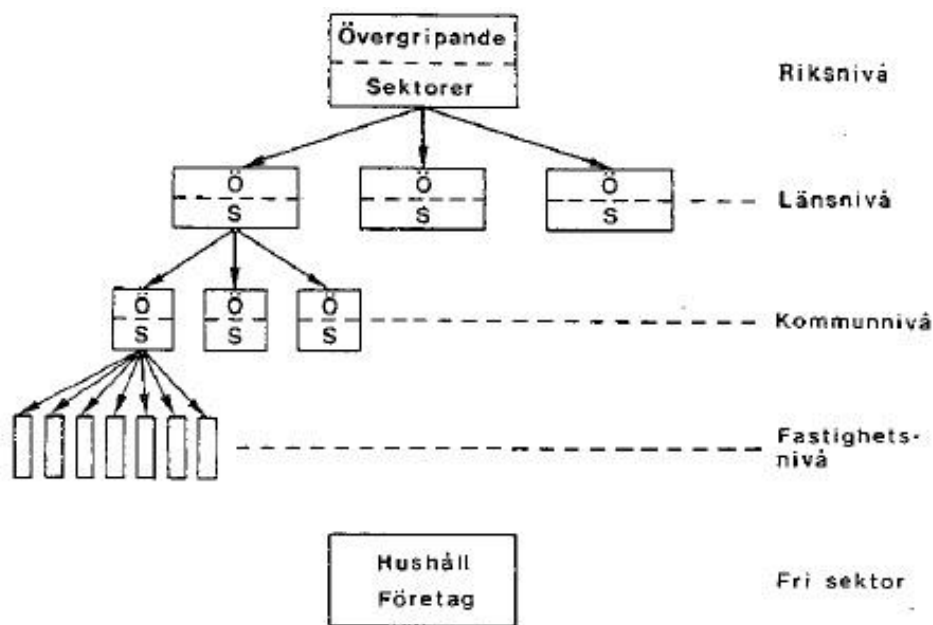 Övergripande
Sektorer
Riksnivå
Ö
S
Ö
S
Ö
S
Länsnivå
Ö
S
Ö
S
Ö
S
Kommunnivå
Fastighets-
nivå
Hushåll
Företag
Fri sektor